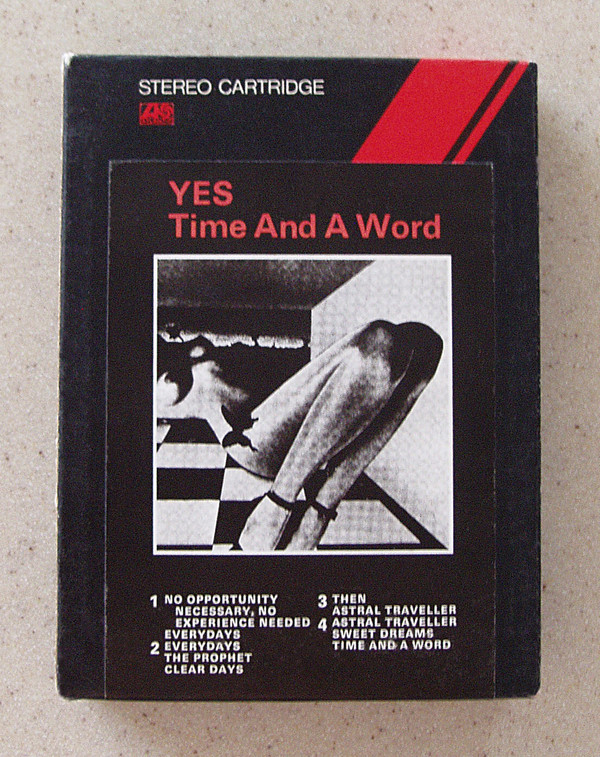 STEREO CARTRIDGE
YES
Time And A Word
1 NO OPPORTUNITY
NECESSARY, NO
EXPERIENCE NEEDED
EVERYDAYS
2 EVERYDAYS
THE PROPHET
CLEAR DAYS
3 THEN
ASTRAL TRAVELLER
4 ASTRAL TRAVELLER
SWEET DREAMS
TIME AND A WORD